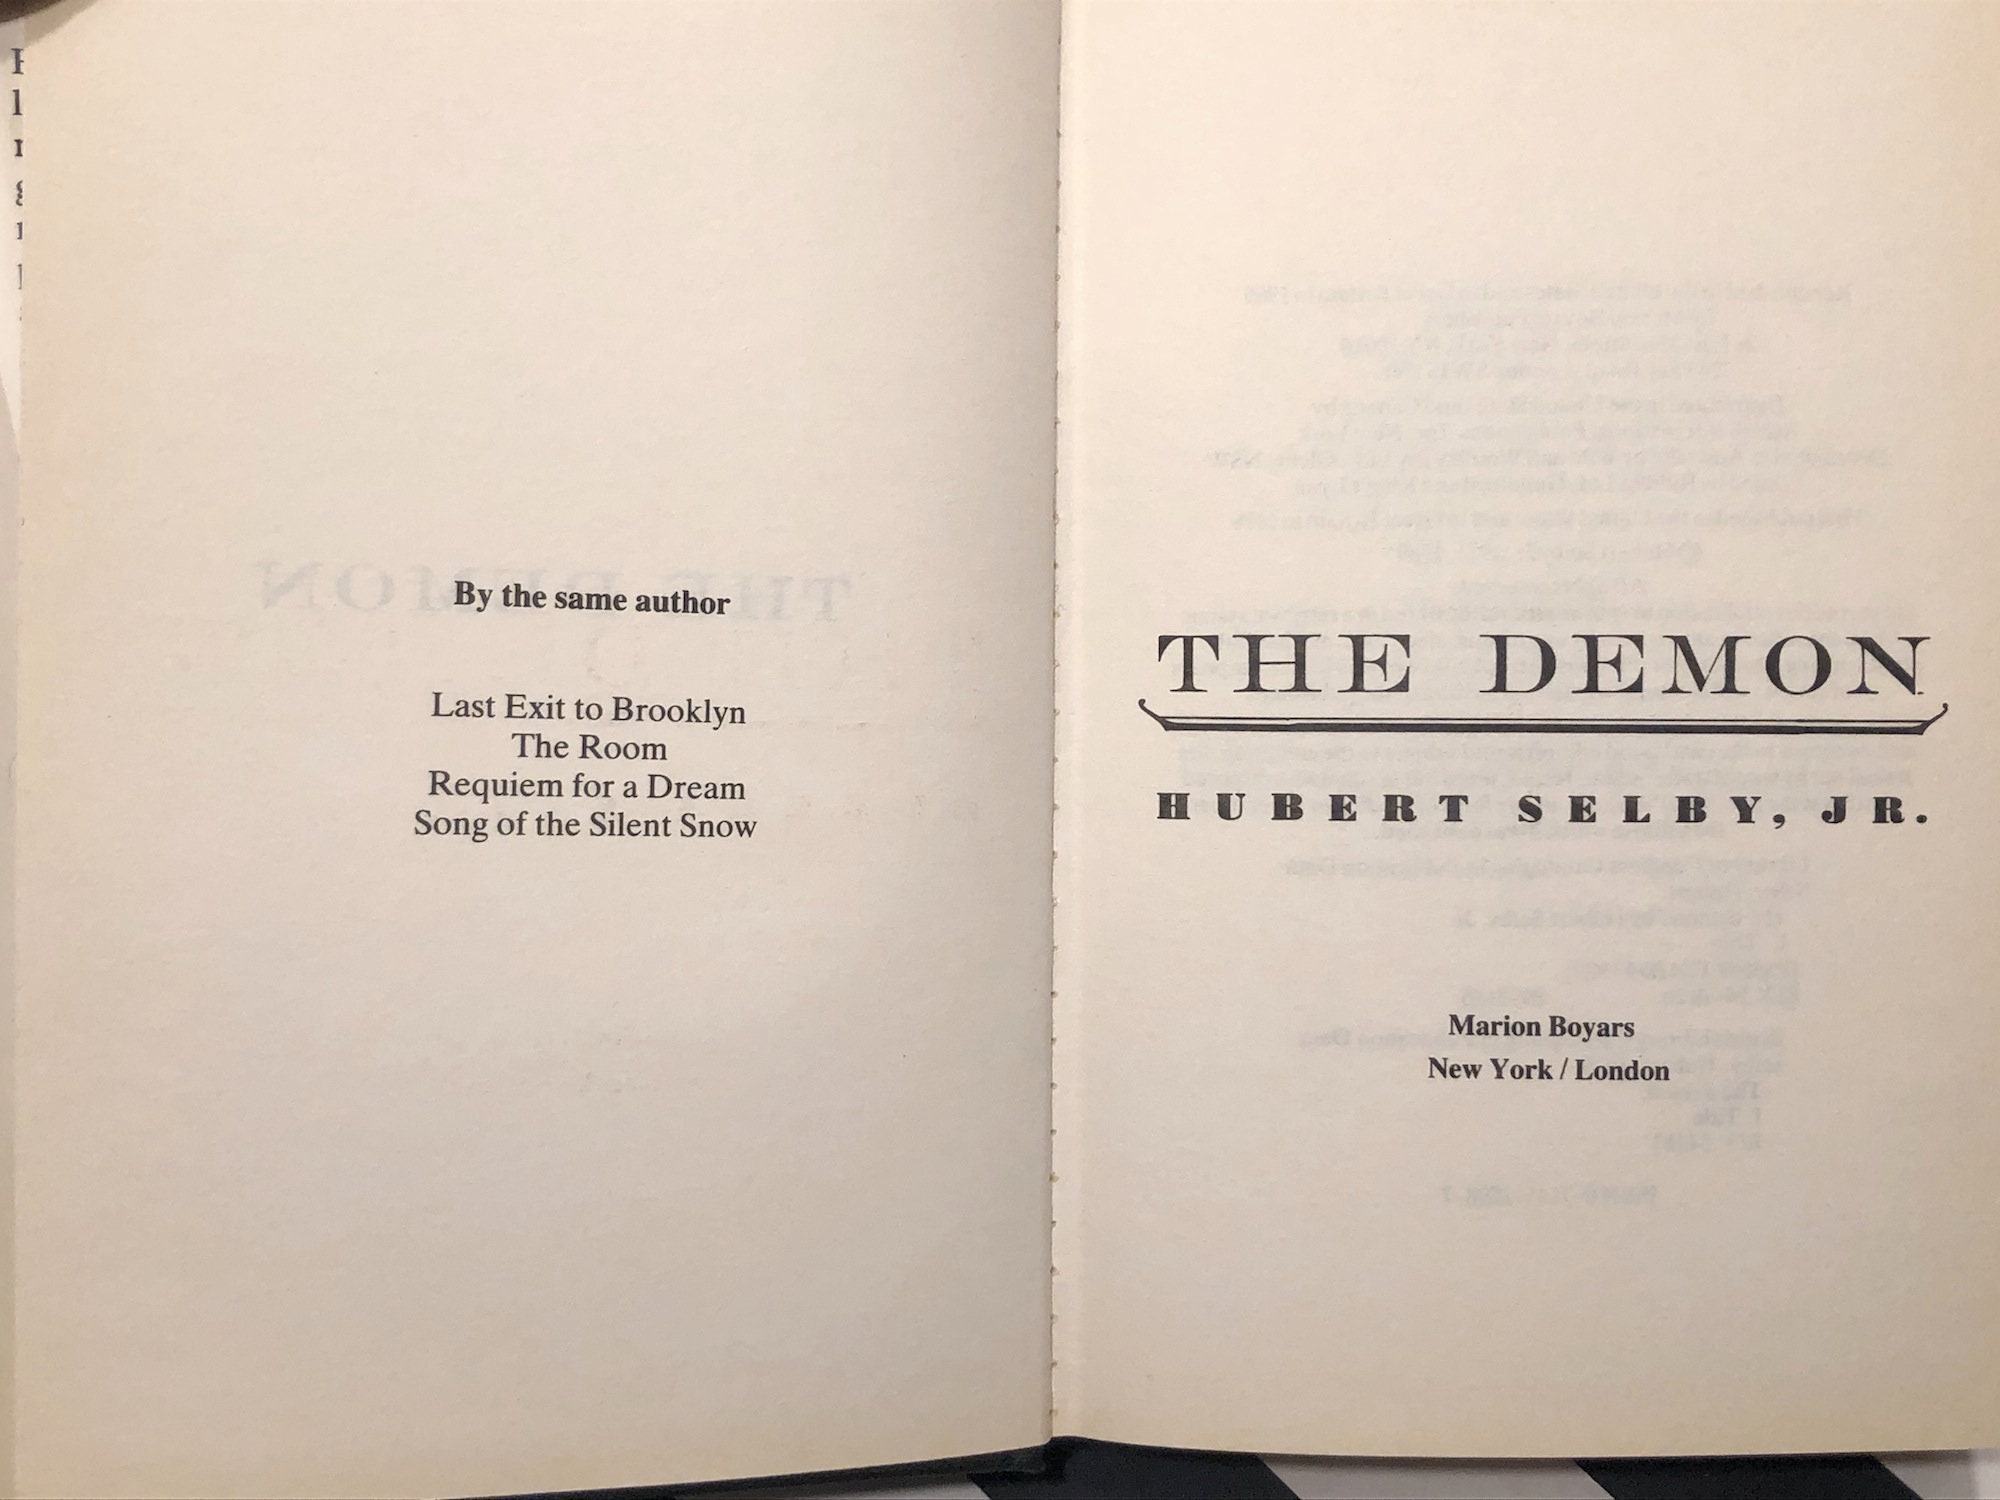 By the same author
Last Exit to Brooklyn
The Room
Requiem for a Dream
Song of the Silent Snow
THE DEMON
HUBERT SELBY, JR.
Marion Boyars
New York / London